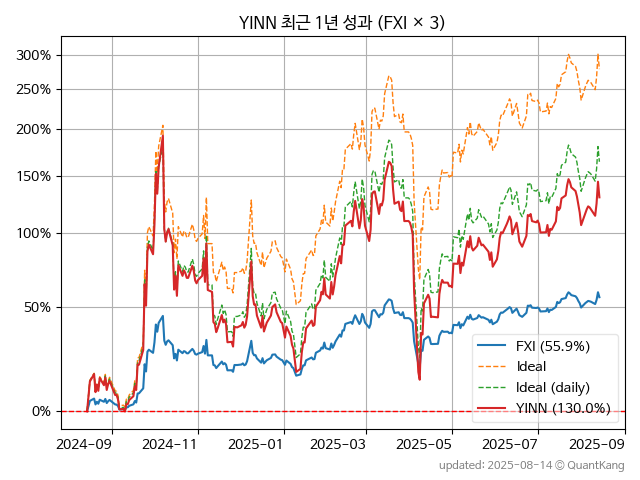 YINN 최근 1년 성과 (FXI × 3)
300%
250%
200%
150%
100%
50%
0%
FXI (55.9%)
Ideal
Ideal (daily)
YINN (130.0%)
2024-09 2024-11 2025-01 2025-03 2025-05 2025-07 2025-09
updated: 2025-08-14 © QuantKang